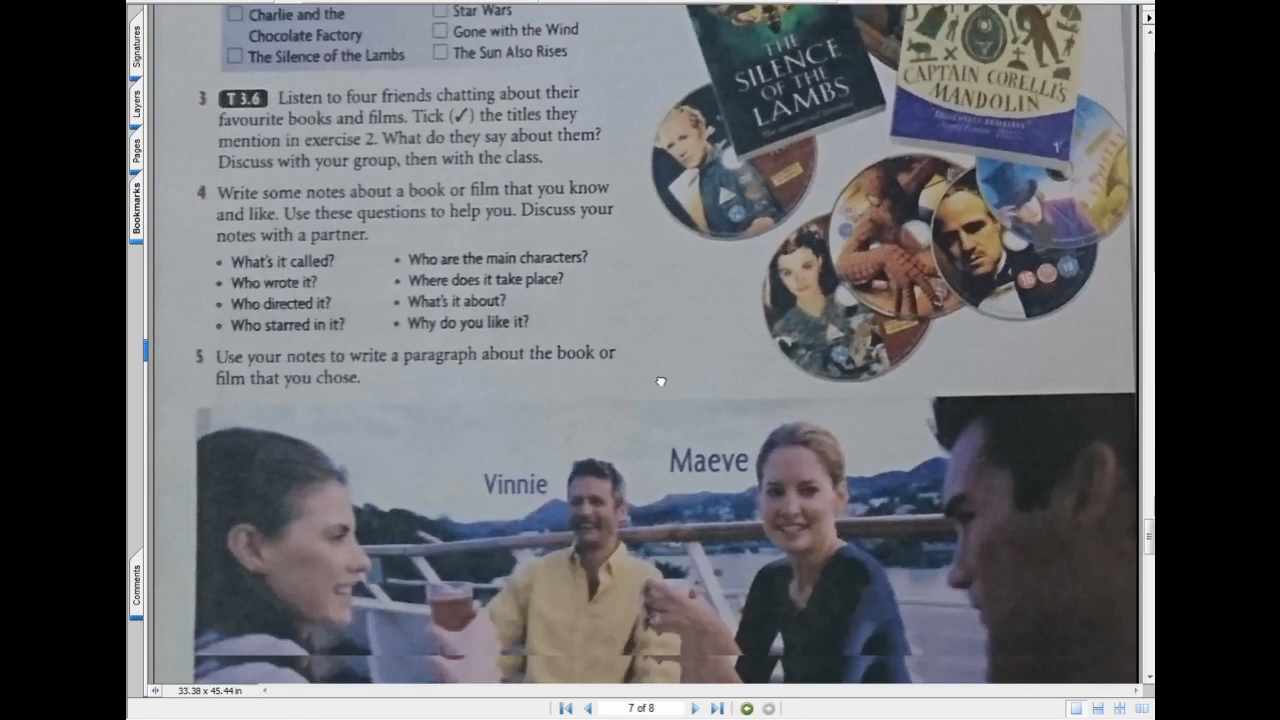 Signatures
Layers
Pages
Bookmarks
Comments
Charlie and the
Chocolate Factory
The Silence of the Lambs
Star Wars
Gone with the Wind
The Sun Also Rises
3 T 3.6 Listen to four friends chatting about their
favourite books and films. Tick (✓) the titles they
mention in exercise 2. What do they say about them?
Discuss with your group, then with the class.
4 Write some notes about a book or film that you know
and like. Use these questions to help you. Discuss your
notes with a partner.
• What's it called?
• Who wrote it?
• Who directed it?
• Who starred in it?
• Who are the main characters?
• Where does it take place?
• What's it about?
• Why do you like it?
5 Use your notes to write a paragraph about the book or
film that you chose.
THE
SILENCE
OF THE
LAMBS
CAPTAIN CORELLI'S
MANDOLIN
Vinnie
Maeve
33.38 x 45.44 in
7 of 8